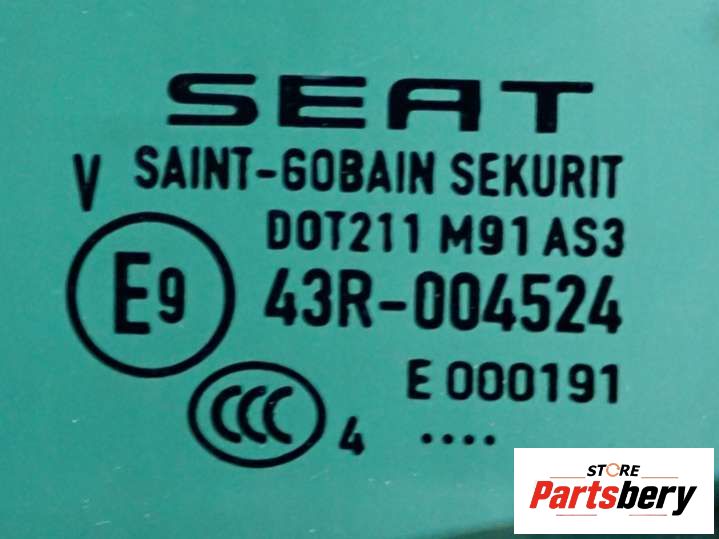 SEAT
V SAINT-GOBAIN SEKURIT
DOT211 M91 AS3
E9 43R-004524
E 000191
CCC 4 ....
STORE
Partsbery